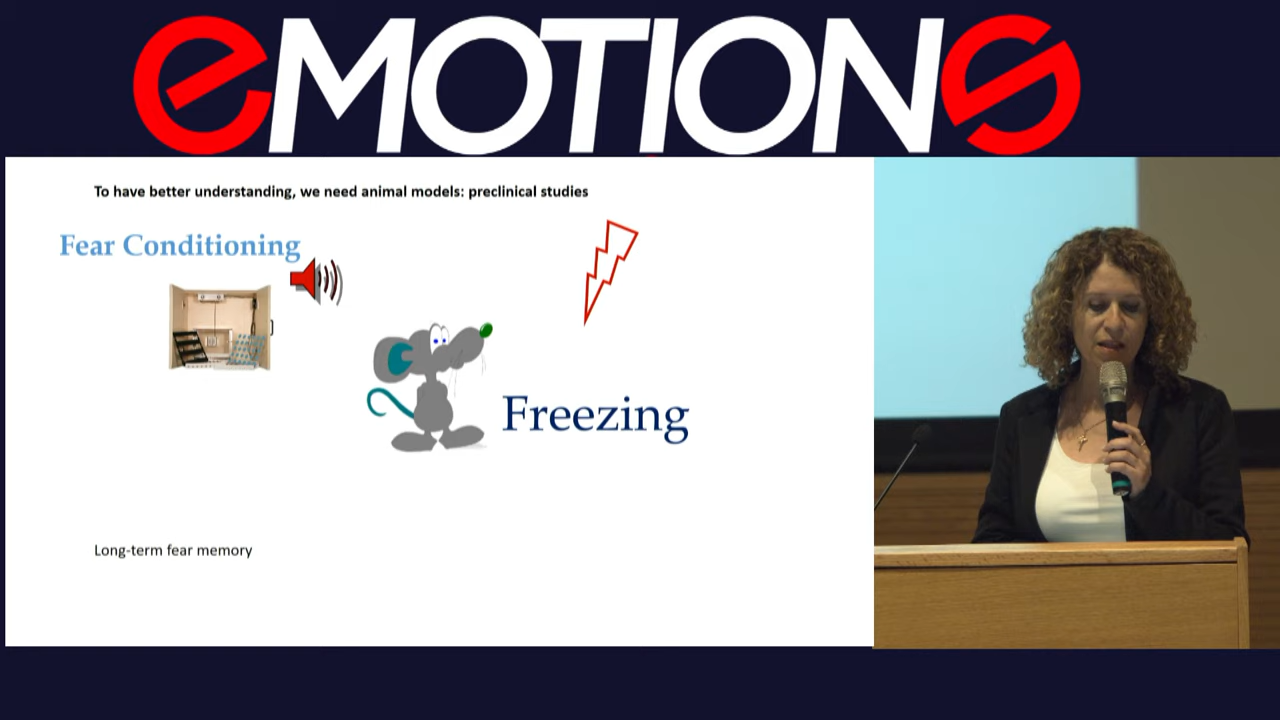 eMOTIONS
To have better understanding, we need animal models: preclinical studies
Fear Conditioning
Freezing
Long-term fear memory